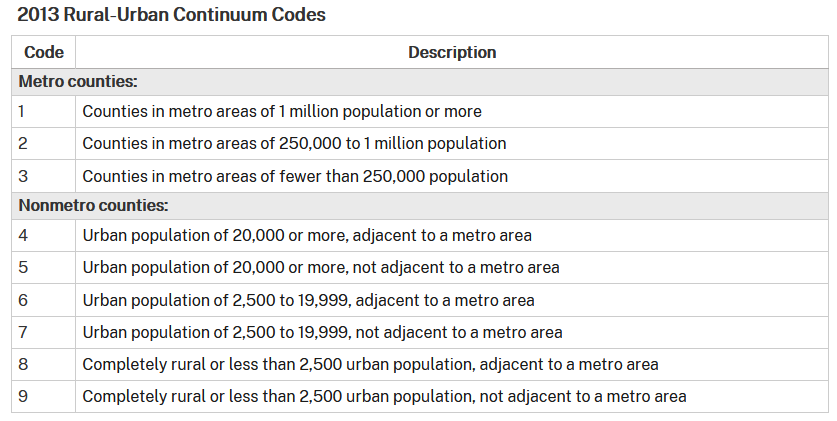 2013 Rural-Urban Continuum Codes
Code Description
Metro counties:
1 Counties in metro areas of 1 million population or more
2 Counties in metro areas of 250,000 to 1 million population
3 Counties in metro areas of fewer than 250,000 population
Nonmetro counties:
4 Urban population of 20,000 or more, adjacent to a metro area
5 Urban population of 20,000 or more, not adjacent to a metro area
6 Urban population of 2,500 to 19,999, adjacent to a metro area
7 Urban population of 2,500 to 19,999, not adjacent to a metro area
8 Completely rural or less than 2,500 urban population, adjacent to a metro area
9 Completely rural or less than 2,500 urban population, not adjacent to a metro area